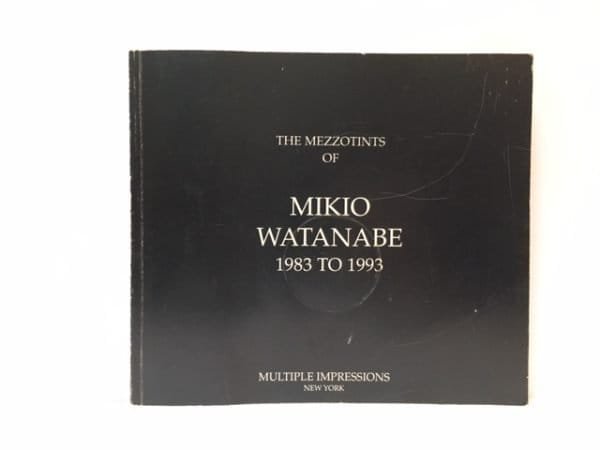 THE MEZZOTINTS
OF
MIKIO
WATANABE
1983 TO 1993
MULTIPLE IMPRESSIONS
NEW YORK